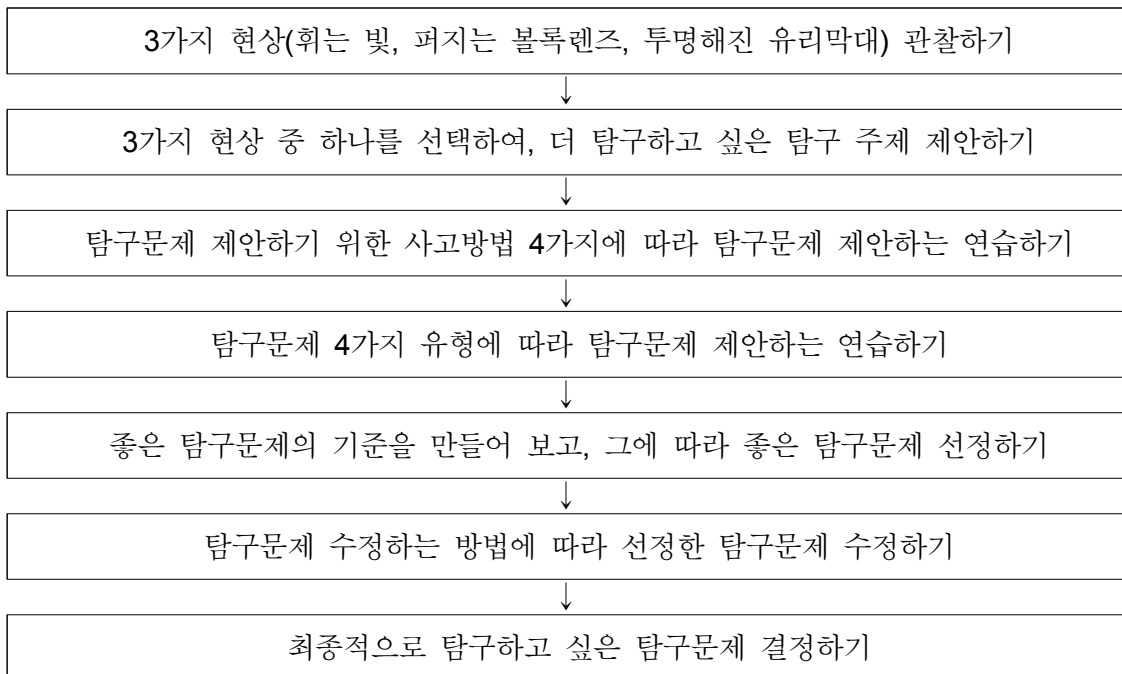 3가지 현상(휘는 빛, 퍼지는 볼록렌즈, 투명해진 유리막대) 관찰하기
↓
3가지 현상 중 하나를 선택하여, 더 탐구하고 싶은 탐구 주제 제안하기
↓
탐구문제 제안하기 위한 사고방법 4가지에 따라 탐구문제 제안하는 연습하기
↓
탐구문제 4가지 유형에 따라 탐구문제 제안하는 연습하기
↓
좋은 탐구문제의 기준을 만들어 보고, 그에 따라 좋은 탐구문제 선정하기
↓
탐구문제 수정하는 방법에 따라 선정한 탐구문제 수정하기
↓
최종적으로 탐구하고 싶은 탐구문제 결정하기